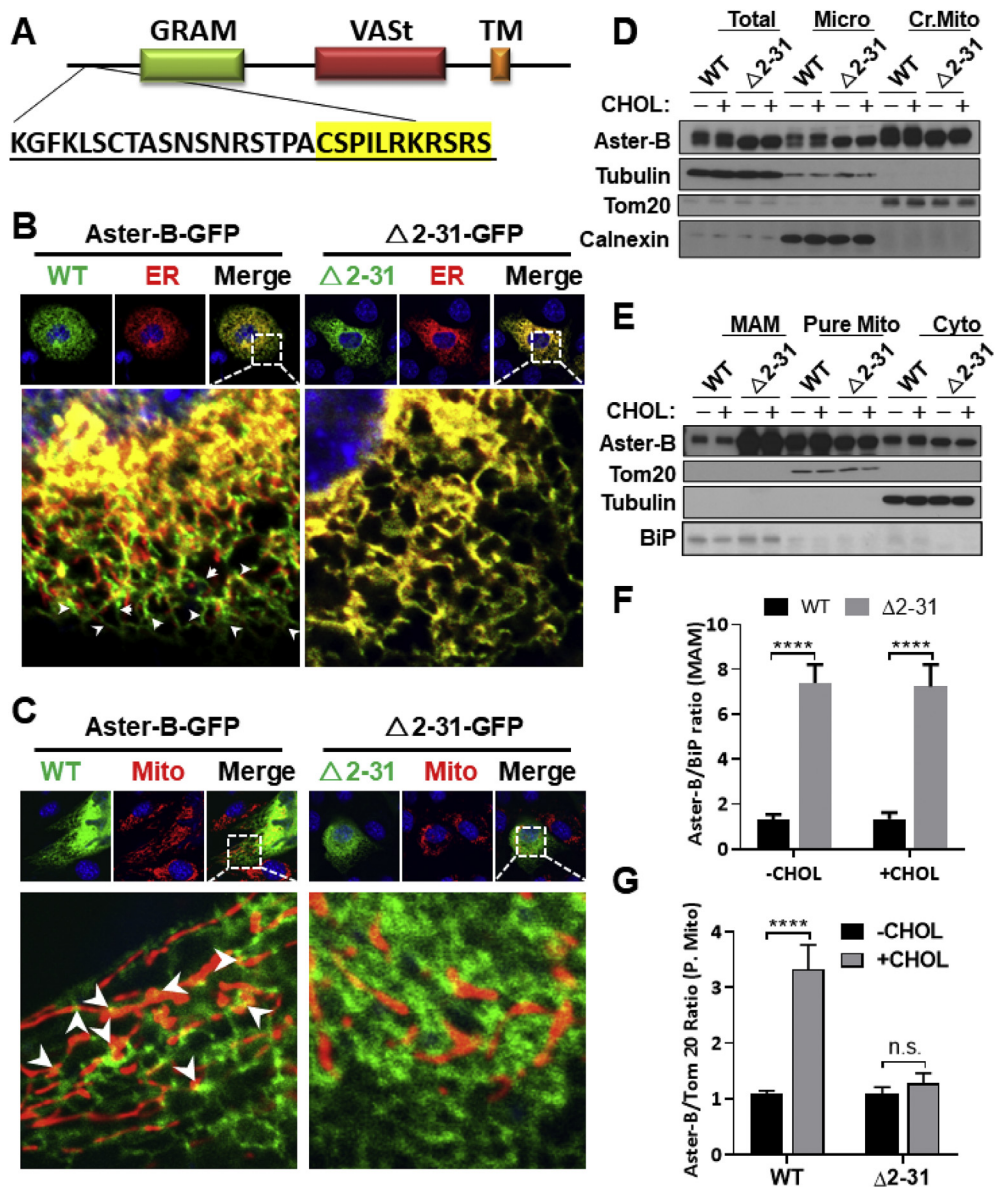 A
GRAM VASt TM
KGFKLSCTASNSNRSTPACSPILRKRSRS
B
Aster-B-GFP △2-31-GFP
WT ER Merge △2-31 ER Merge
C
Aster-B-GFP △2-31-GFP
WT Mito Merge △2-31 Mito Merge
D
Total Micro Cr.Mito
WT △2-31 WT △2-31 WT △2-31
CHOL: – + – + – + – + – + – +
Aster-B
Tubulin
Tom20
Calnexin
E
MAM Pure Mito Cyto
WT △2-31 WT △2-31 WT △2-31
CHOL: – + – + – + – + – + – +
Aster-B
Tom20
Tubulin
BiP
F
WT Δ2-31
Aster-B/BiP ratio (MAM)
10
8
6
4
2
0
**** ****
-CHOL +CHOL
G
-CHOL
+CHOL
Aster-B/Tom 20 Ratio (P. Mito)
4
3
2
1
0
**** n.s.
WT Δ2-31